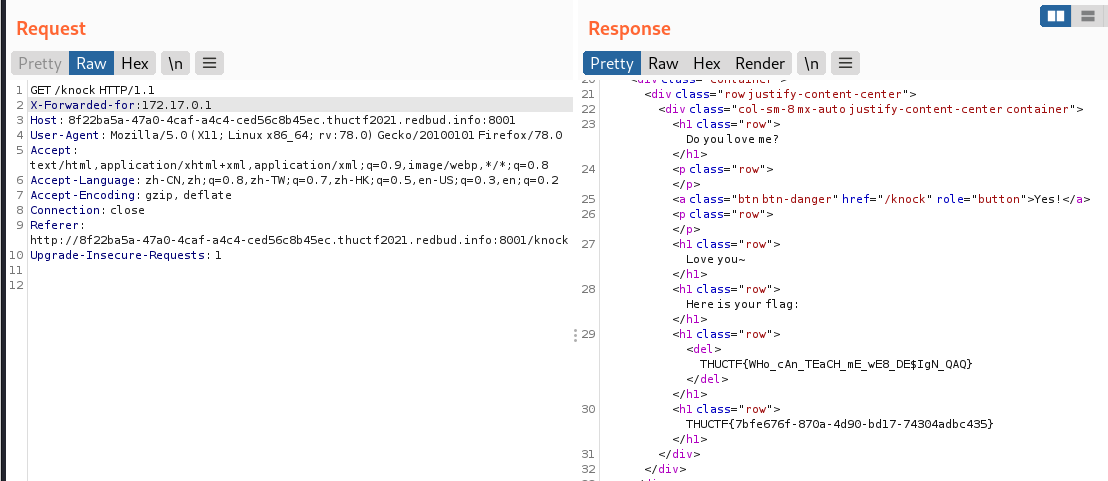 Request
Pretty Raw Hex \n
1 GET /knock HTTP/1.1
2 X-Forwarded-for:172.17.0.1
3 Host: 8f22ba5a-47a0-4caf-a4c4-ced56c8b45ec.thuctf2021.redbud.info:8001
4 User-Agent: Mozilla/5.0 (X11; Linux x86_64; rv:78.0) Gecko/20100101 Firefox/78.0
5 Accept:
text/html,application/xhtml+xml,application/xml;q=0.9,image/webp,*/*;q=0.8
6 Accept-Language: zh-CN,zh;q=0.8,zh-TW;q=0.7,zh-HK;q=0.5,en-US;q=0.3,en;q=0.2
7 Accept-Encoding: gzip, deflate
8 Connection: close
9 Referer:
http://8f22ba5a-47a0-4caf-a4c4-ced56c8b45ec.thuctf2021.redbud.info:8001/knock
10 Upgrade-Insecure-Requests: 1
11
12
Response
Pretty Raw Hex Render \n
20 <div class="container">
21 <div class="row justify-content-center">
22 <div class="col-sm-8 mx-auto justify-content-center container">
23 <h1 class="row">
Do you love me?
</h1>
24 <p class="row">
</p>
25 <a class="btn btn-danger" href="/knock" role="button">Yes!</a>
26 <p class="row">
</p>
27 <h1 class="row">
Love you~
</h1>
28 <h1 class="row">
Here is your flag:
</h1>
29 <h1 class="row">
<del>
THUCTF{WHo_cAn_TEaCH_mE_wE8_DE$IgN_QAQ}
</del>
</h1>
30 <h1 class="row">
THUCTF{7bfe676f-870a-4d90-bd17-74304adbc435}
</h1>
31 </div>
32 </div>